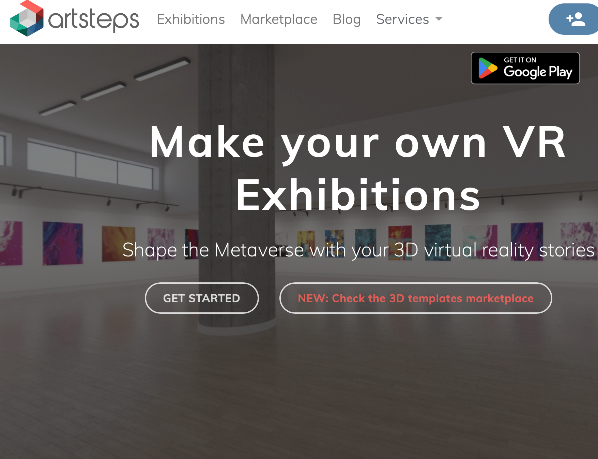 artsteps Exhibitions Marketplace Blog Services
GET IT ON
Google Play
Make your own VR
Exhibitions
Shape the Metaverse with your 3D virtual reality stories
GET STARTED NEW: Check the 3D templates marketplace